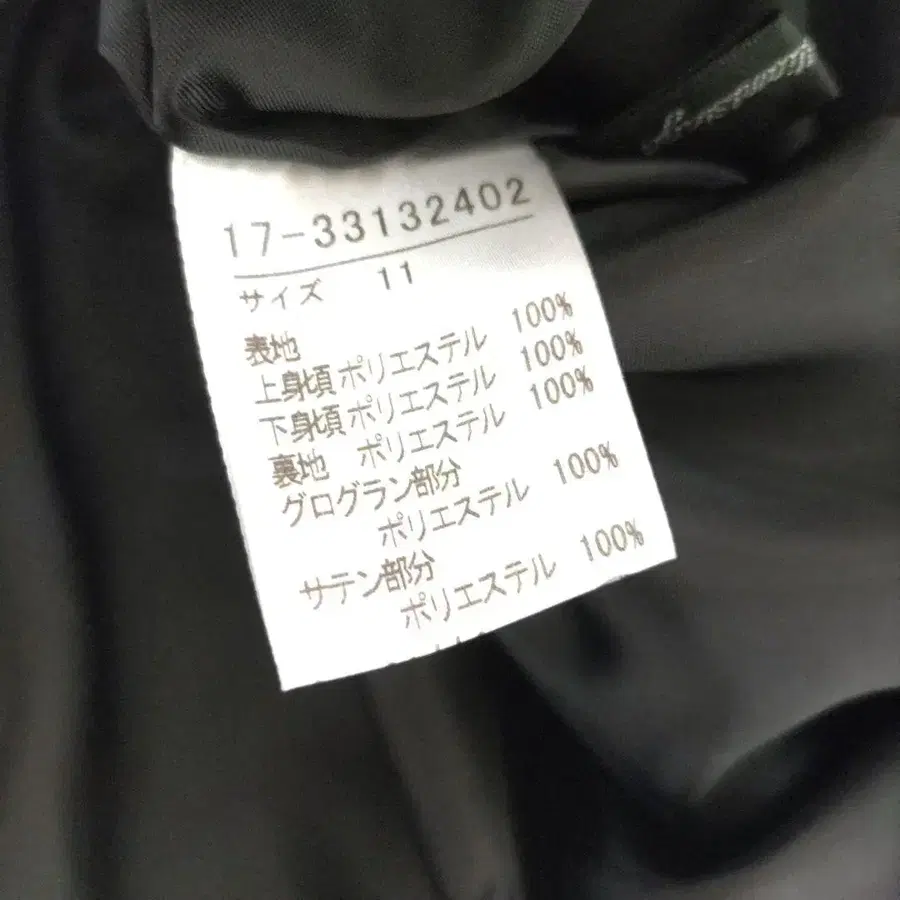 17-33132402
サイズ 11
表地
上身頃 ポリエステル 100%
下身頃 ポリエステル 100%
裏地 ポリエステル 100%
グログラン部分
ポリエステル 100%
サテン部分
ポリエステル 100%